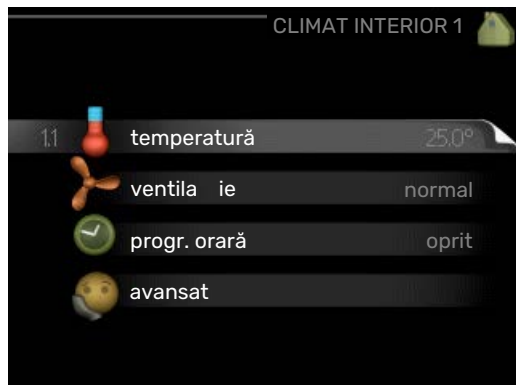 CLIMAT INTERIOR 1
1.1 temperatură 25.0°
ventila ie normal
progr. orară oprit
avansat